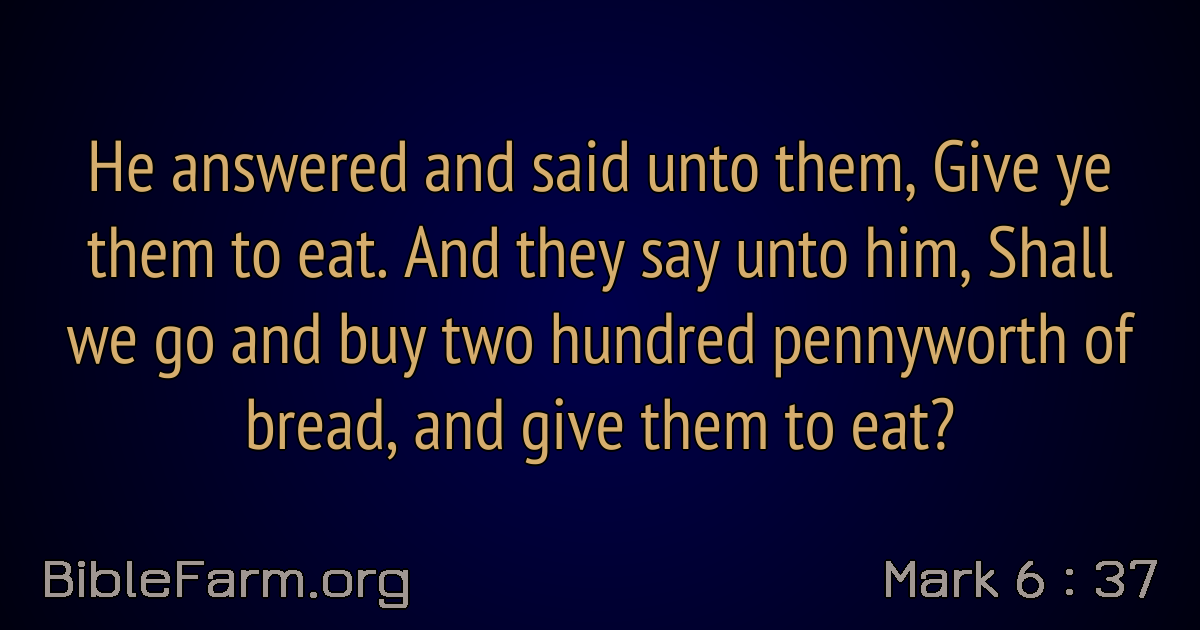 He answered and said unto them, Give ye
them to eat. And they say unto him, Shall
we go and buy two hundred pennyworth of
bread, and give them to eat?
BibleFarm.org
Mark 6 : 37